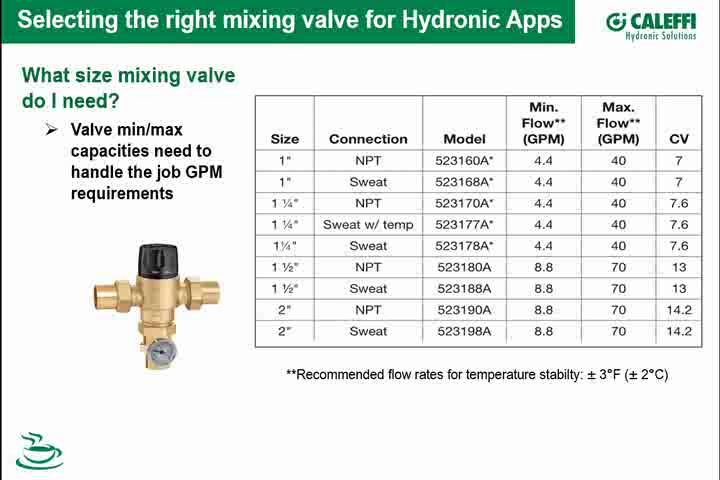 Selecting the right mixing valve for Hydronic Apps
CALEFFI
Hydronic Solutions
What size mixing valve
do I need?
➢ Valve min/max
capacities need to
handle the job GPM
requirements
Size Connection Model Min. Flow** (GPM) Max. Flow** (GPM) CV
1" NPT 523160A* 4.4 40 7
1" Sweat 523168A* 4.4 40 7
1 ¼" NPT 523170A* 4.4 40 7.6
1 ¼" Sweat w/ temp 523177A* 4.4 40 7.6
1¼" Sweat 523178A* 4.4 40 7.6
1 ½" NPT 523180A 8.8 70 13
1 ½" Sweat 523188A 8.8 70 13
2" NPT 523190A 8.8 70 14.2
2" Sweat 523198A 8.8 70 14.2
**Recommended flow rates for temperature stabilty: ± 3°F (± 2°C)